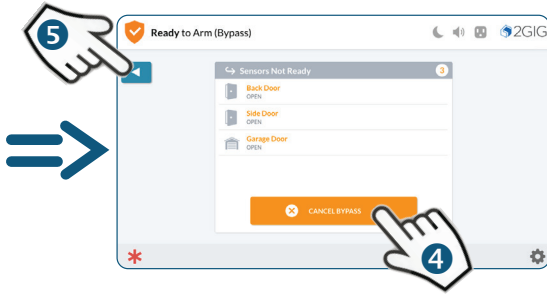 5
Ready to Arm (Bypass)
2GIG
Sensors Not Ready
3
Back Door
OPEN
Side Door
OPEN
Garage Door
OPEN
CANCEL BYPASS
4